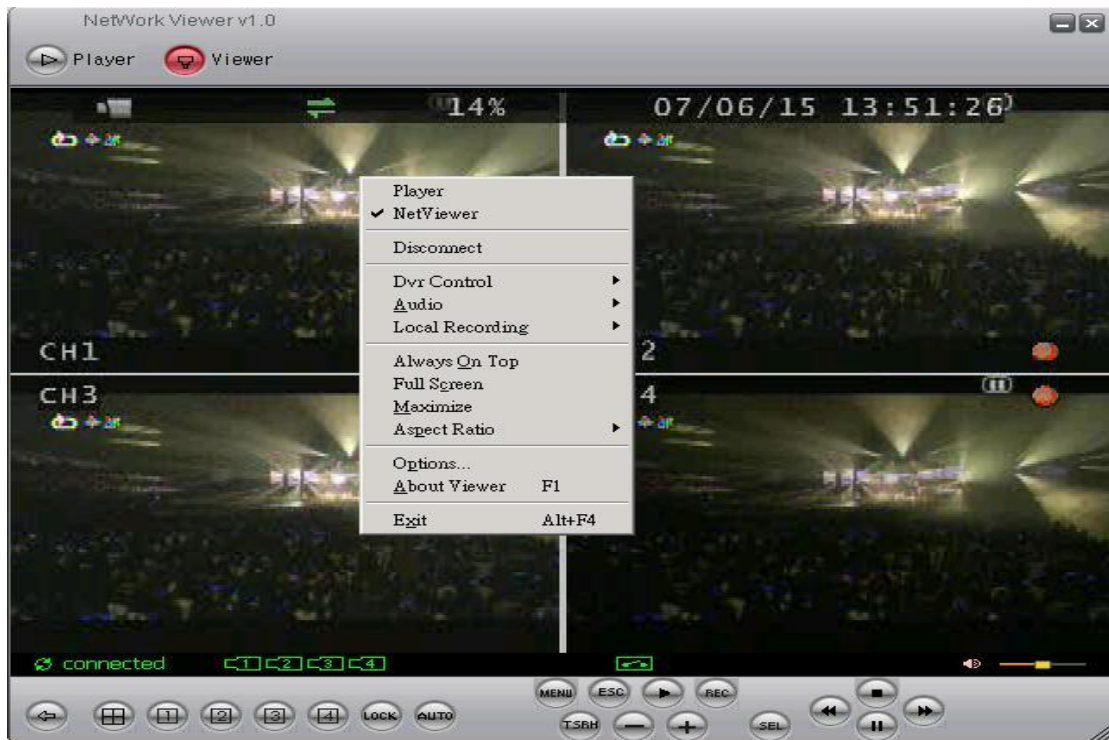 NetWork Viewer v1.0
Player Viewer
14% 07/06/15 13:51:26
Player
NetViewer
Disconnect
Dvr Control
Audio
Local Recording
Always On Top
Full Screen
Maximize
Aspect Ratio
Options...
About Viewer F1
Exit Alt+F4
CH1 2
CH3 4
connected 1 2 3 4
MENU ESC REC
1 2 3 4 LOCK AUTO
TSRH SEL